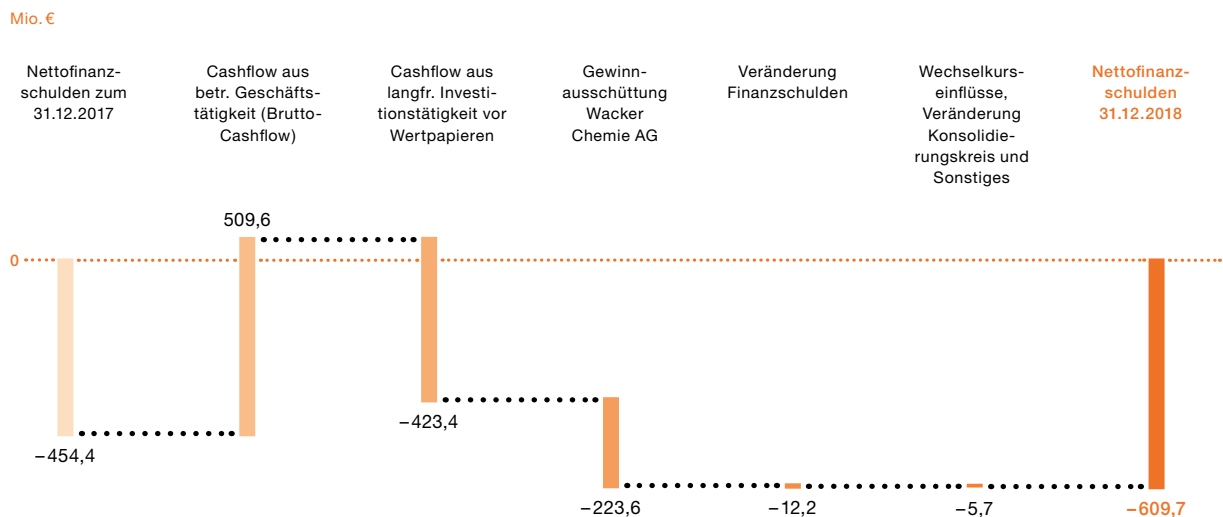 Mio. €
Nettofinanz-
schulden zum
31.12.2017
Cashflow aus
betr. Geschäfts-
tätigkeit (Brutto-
Cashflow)
Cashflow aus
langfr. Investi-
tionstätigkeit vor
Wertpapieren
Gewinn-
ausschüttung
Wacker
Chemie AG
Veränderung
Finanzschulden
Wechselkurs-
einflüsse,
Veränderung
Konsolidie-
rungskreis und
Sonstiges
Nettofinanz-
schulden
31.12.2018
509,6
0
–423,4
–454,4
–223,6
–12,2
–5,7
–609,7